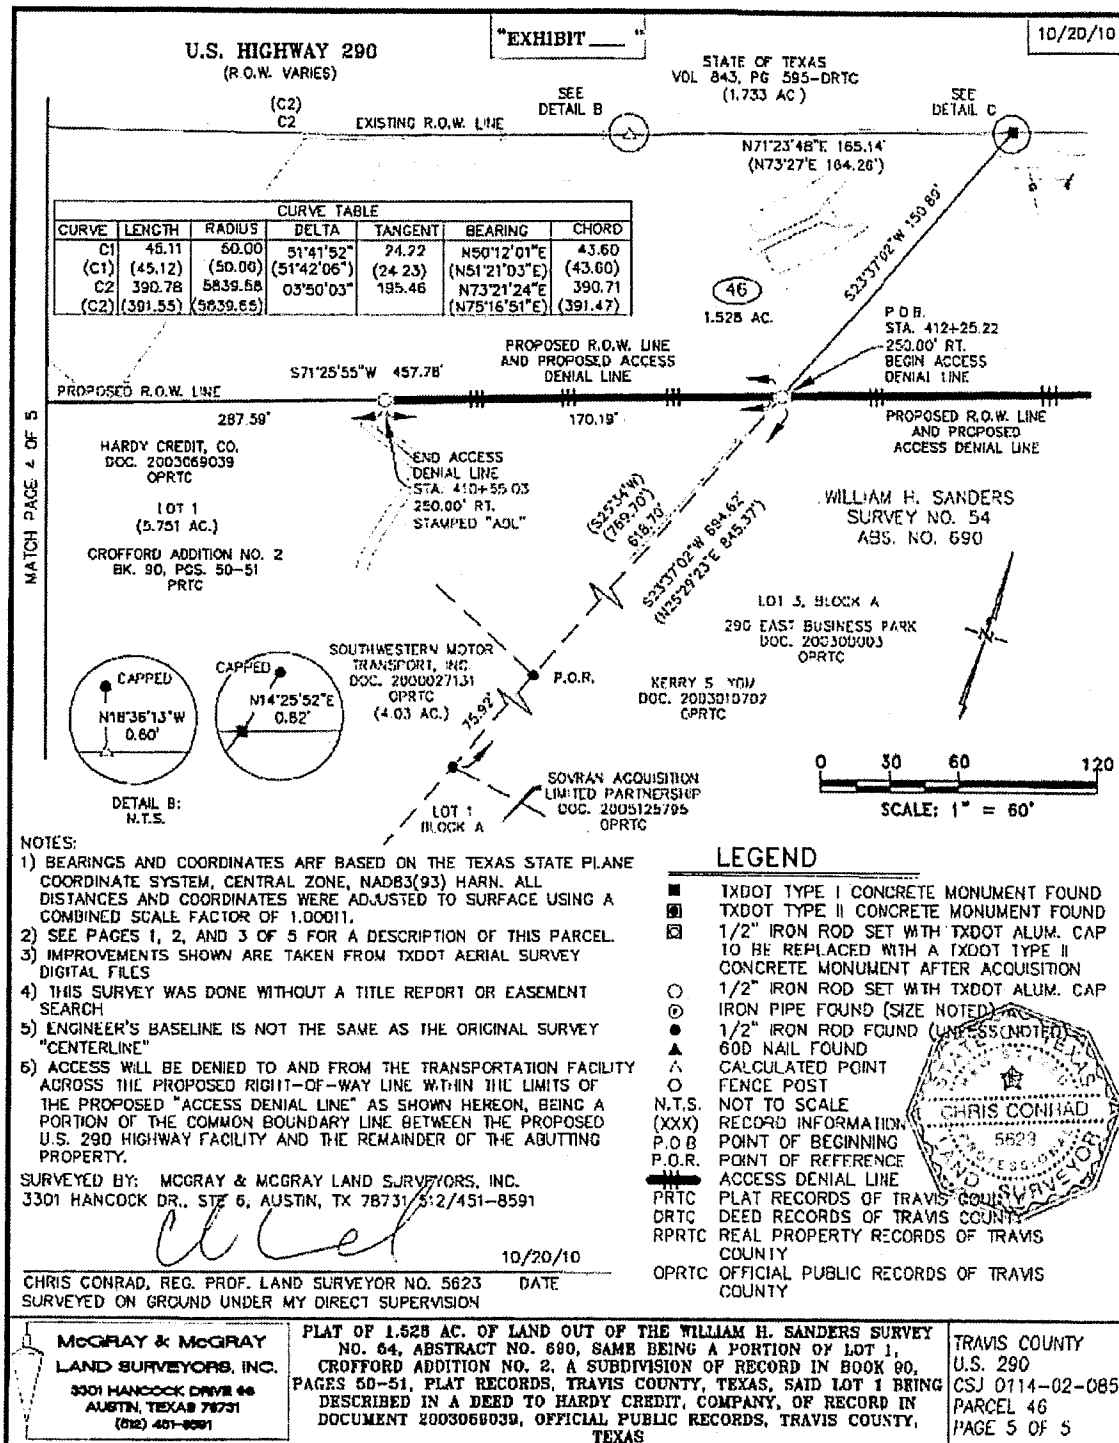 "EXHIBIT ____ "
10/20/10
U.S. HIGHWAY 290
(R.O.W. VARIES)
STATE OF TEXAS
VOL 843, PG 595-DRTC
(1.733 AC.)
(C2)
C2
EXISTING R.O.W. LINE
SEE
DETAIL B
SEE
DETAIL C
N71°23'48"E 165.14'
(N73°27'E 164.26')
S23°37'02"W 150.80'
CURVE TABLE
CURVE LENGTH RADIUS DELTA TANGENT BEARING CHORD
C1 45.11 50.00 51°41'52" 24.22 N50°12'01"E 43.60
(C1) (45.12) (50.00) (51°42'06") (24.23) (N51°21'03"E) (43.60)
C2 390.78 5839.58 03°50'03" 195.46 N73°21'24"E 390.71
(C2) (391.55) (5839.65) (N75°16'51"E) (391.47)
46
1.528 AC.
P.O.B.
STA. 412+25.22
250.00' RT.
BEGIN ACCESS
DENIAL LINE
PROPOSED R.O.W. LINE
AND PROPOSED ACCESS
DENIAL LINE
S71°25'55"W 457.78'
PROPOSED R.O.W. LINE
287.59'
170.19'
PROPOSED R.O.W. LINE
AND PROPOSED
ACCESS DENIAL LINE
MATCH PAGE 4 OF 5
HARDY CREDIT, CO.
DOC. 2003069039
OPRTC
LOT 1
(5.751 AC.)
CROFFORD ADDITION NO. 2
BK. 90, PGS. 50-51
PRTC
END ACCESS
DENIAL LINE
STA. 410+55.03
250.00' RT.
STAMPED "ADL"
(S25°34'W)
(769.70')
618.70'
S23°37'02"W 694.62'
(N25°29'23"E 845.37')
WILLIAM H. SANDERS
SURVEY NO. 54
ABS. NO. 690
LOT 3, BLOCK A
290 EAST BUSINESS PARK
DOC. 200300003
OPRTC
KERRY S. YOM
DOC. 2003010702
OPRTC
N
SOUTHWESTERN MOTOR
TRANSPORT, INC.
DOC. 2000027131
OPRTC
(4.03 AC.)
P.O.R.
75.92'
CAPPED
N18°36'13"W
0.60'
CAPPED
N14°25'52"E
0.62'
DETAIL B:
N.T.S.
LOT 1
BLOCK A
SOVRAN ACQUISITION
LIMITED PARTNERSHIP
DOC. 2005125795
OPRTC
0 30 60 120
SCALE: 1" = 60'
NOTES:
1) BEARINGS AND COORDINATES ARE BASED ON THE TEXAS STATE PLANE
COORDINATE SYSTEM, CENTRAL ZONE, NAD83(93) HARN. ALL
DISTANCES AND COORDINATES WERE ADJUSTED TO SURFACE USING A
COMBINED SCALE FACTOR OF 1.00011.
2) SEE PAGES 1, 2, AND 3 OF 5 FOR A DESCRIPTION OF THIS PARCEL.
3) IMPROVEMENTS SHOWN ARE TAKEN FROM TXDOT AERIAL SURVEY
DIGITAL FILES
4) THIS SURVEY WAS DONE WITHOUT A TITLE REPORT OR EASEMENT
SEARCH
5) ENGINEER'S BASELINE IS NOT THE SAME AS THE ORIGINAL SURVEY
"CENTERLINE"
6) ACCESS WILL BE DENIED TO AND FROM THE TRANSPORTATION FACILITY
ACROSS THE PROPOSED RIGHT-OF-WAY LINE WITHIN THE LIMITS OF
THE PROPOSED "ACCESS DENIAL LINE" AS SHOWN HEREON, BEING A
PORTION OF THE COMMON BOUNDARY LINE BETWEEN THE PROPOSED
U.S. 290 HIGHWAY FACILITY AND THE REMAINDER OF THE ABUTTING
PROPERTY.
SURVEYED BY: MCGRAY & MCGRAY LAND SURVEYORS, INC.
3301 HANCOCK DR., STE 6, AUSTIN, TX 78731 512/451-8591
10/20/10
CHRIS CONRAD, REG. PROF. LAND SURVEYOR NO. 5623 DATE
SURVEYED ON GROUND UNDER MY DIRECT SUPERVISION
LEGEND
TXDOT TYPE I CONCRETE MONUMENT FOUND
TXDOT TYPE II CONCRETE MONUMENT FOUND
1/2" IRON ROD SET WITH TXDOT ALUM. CAP
TO BE REPLACED WITH A TXDOT TYPE II
CONCRETE MONUMENT AFTER ACQUISITION
1/2" IRON ROD SET WITH TXDOT ALUM. CAP
IRON PIPE FOUND (SIZE NOTED)
1/2" IRON ROD FOUND (UNLESS NOTED)
60D NAIL FOUND
CALCULATED POINT
FENCE POST
N.T.S. NOT TO SCALE
(XXX) RECORD INFORMATION
P.O.B POINT OF BEGINNING
P.O.R. POINT OF REFERENCE
ACCESS DENIAL LINE
PRTC PLAT RECORDS OF TRAVIS COUNTY
DRTC DEED RECORDS OF TRAVIS COUNTY
RPRTC REAL PROPERTY RECORDS OF TRAVIS
COUNTY
OPRTC OFFICIAL PUBLIC RECORDS OF TRAVIS
COUNTY
STATE OF TEXAS
CHRIS CONRAD
5623
PROFESSIONAL
LAND SURVEYOR
McGRAY & McGRAY
LAND SURVEYORS, INC.
3301 HANCOCK DRIVE #6
AUSTIN, TEXAS 78731
(512) 451-8591
PLAT OF 1.528 AC. OF LAND OUT OF THE WILLIAM H. SANDERS SURVEY
NO. 54, ABSTRACT NO. 690, SAME BEING A PORTION OF LOT 1,
CROFFORD ADDITION NO. 2, A SUBDIVISION OF RECORD IN BOOK 90,
PAGES 50-51, PLAT RECORDS, TRAVIS COUNTY, TEXAS, SAID LOT 1 BEING
DESCRIBED IN A DEED TO HARDY CREDIT, COMPANY, OF RECORD IN
DOCUMENT 2003069039, OFFICIAL PUBLIC RECORDS, TRAVIS COUNTY,
TEXAS
TRAVIS COUNTY
U.S. 290
CSJ 0114-02-085
PARCEL 46
PAGE 5 OF 5